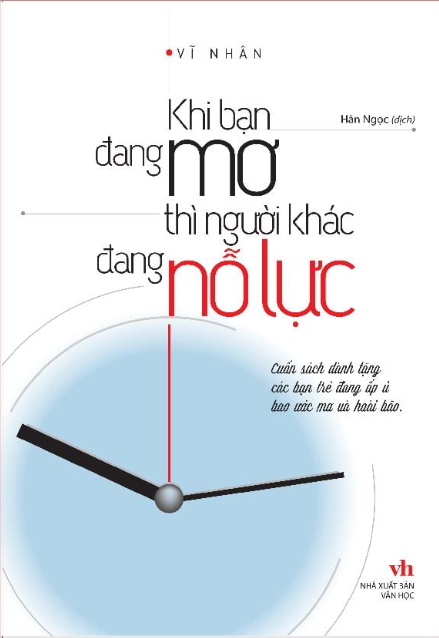 VĨ NHÂN
Khi bạn
Hân Ngọc (dịch)
đang mơ
thì người khác
đang nỗ lực
Cuốn sách dành tặng
các bạn trẻ đang ấp ủ
bao ước mơ và hoài bão.
vh
NHÀ XUẤT BẢN
VĂN HỌC